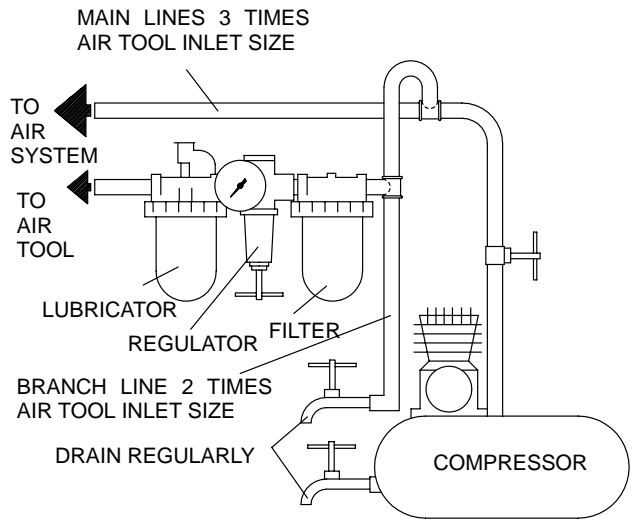 MAIN LINES 3 TIMES
AIR TOOL INLET SIZE
TO
AIR
SYSTEM
TO
AIR
TOOL
LUBRICATOR
REGULATOR
FILTER
BRANCH LINE 2 TIMES
AIR TOOL INLET SIZE
DRAIN REGULARLY
COMPRESSOR